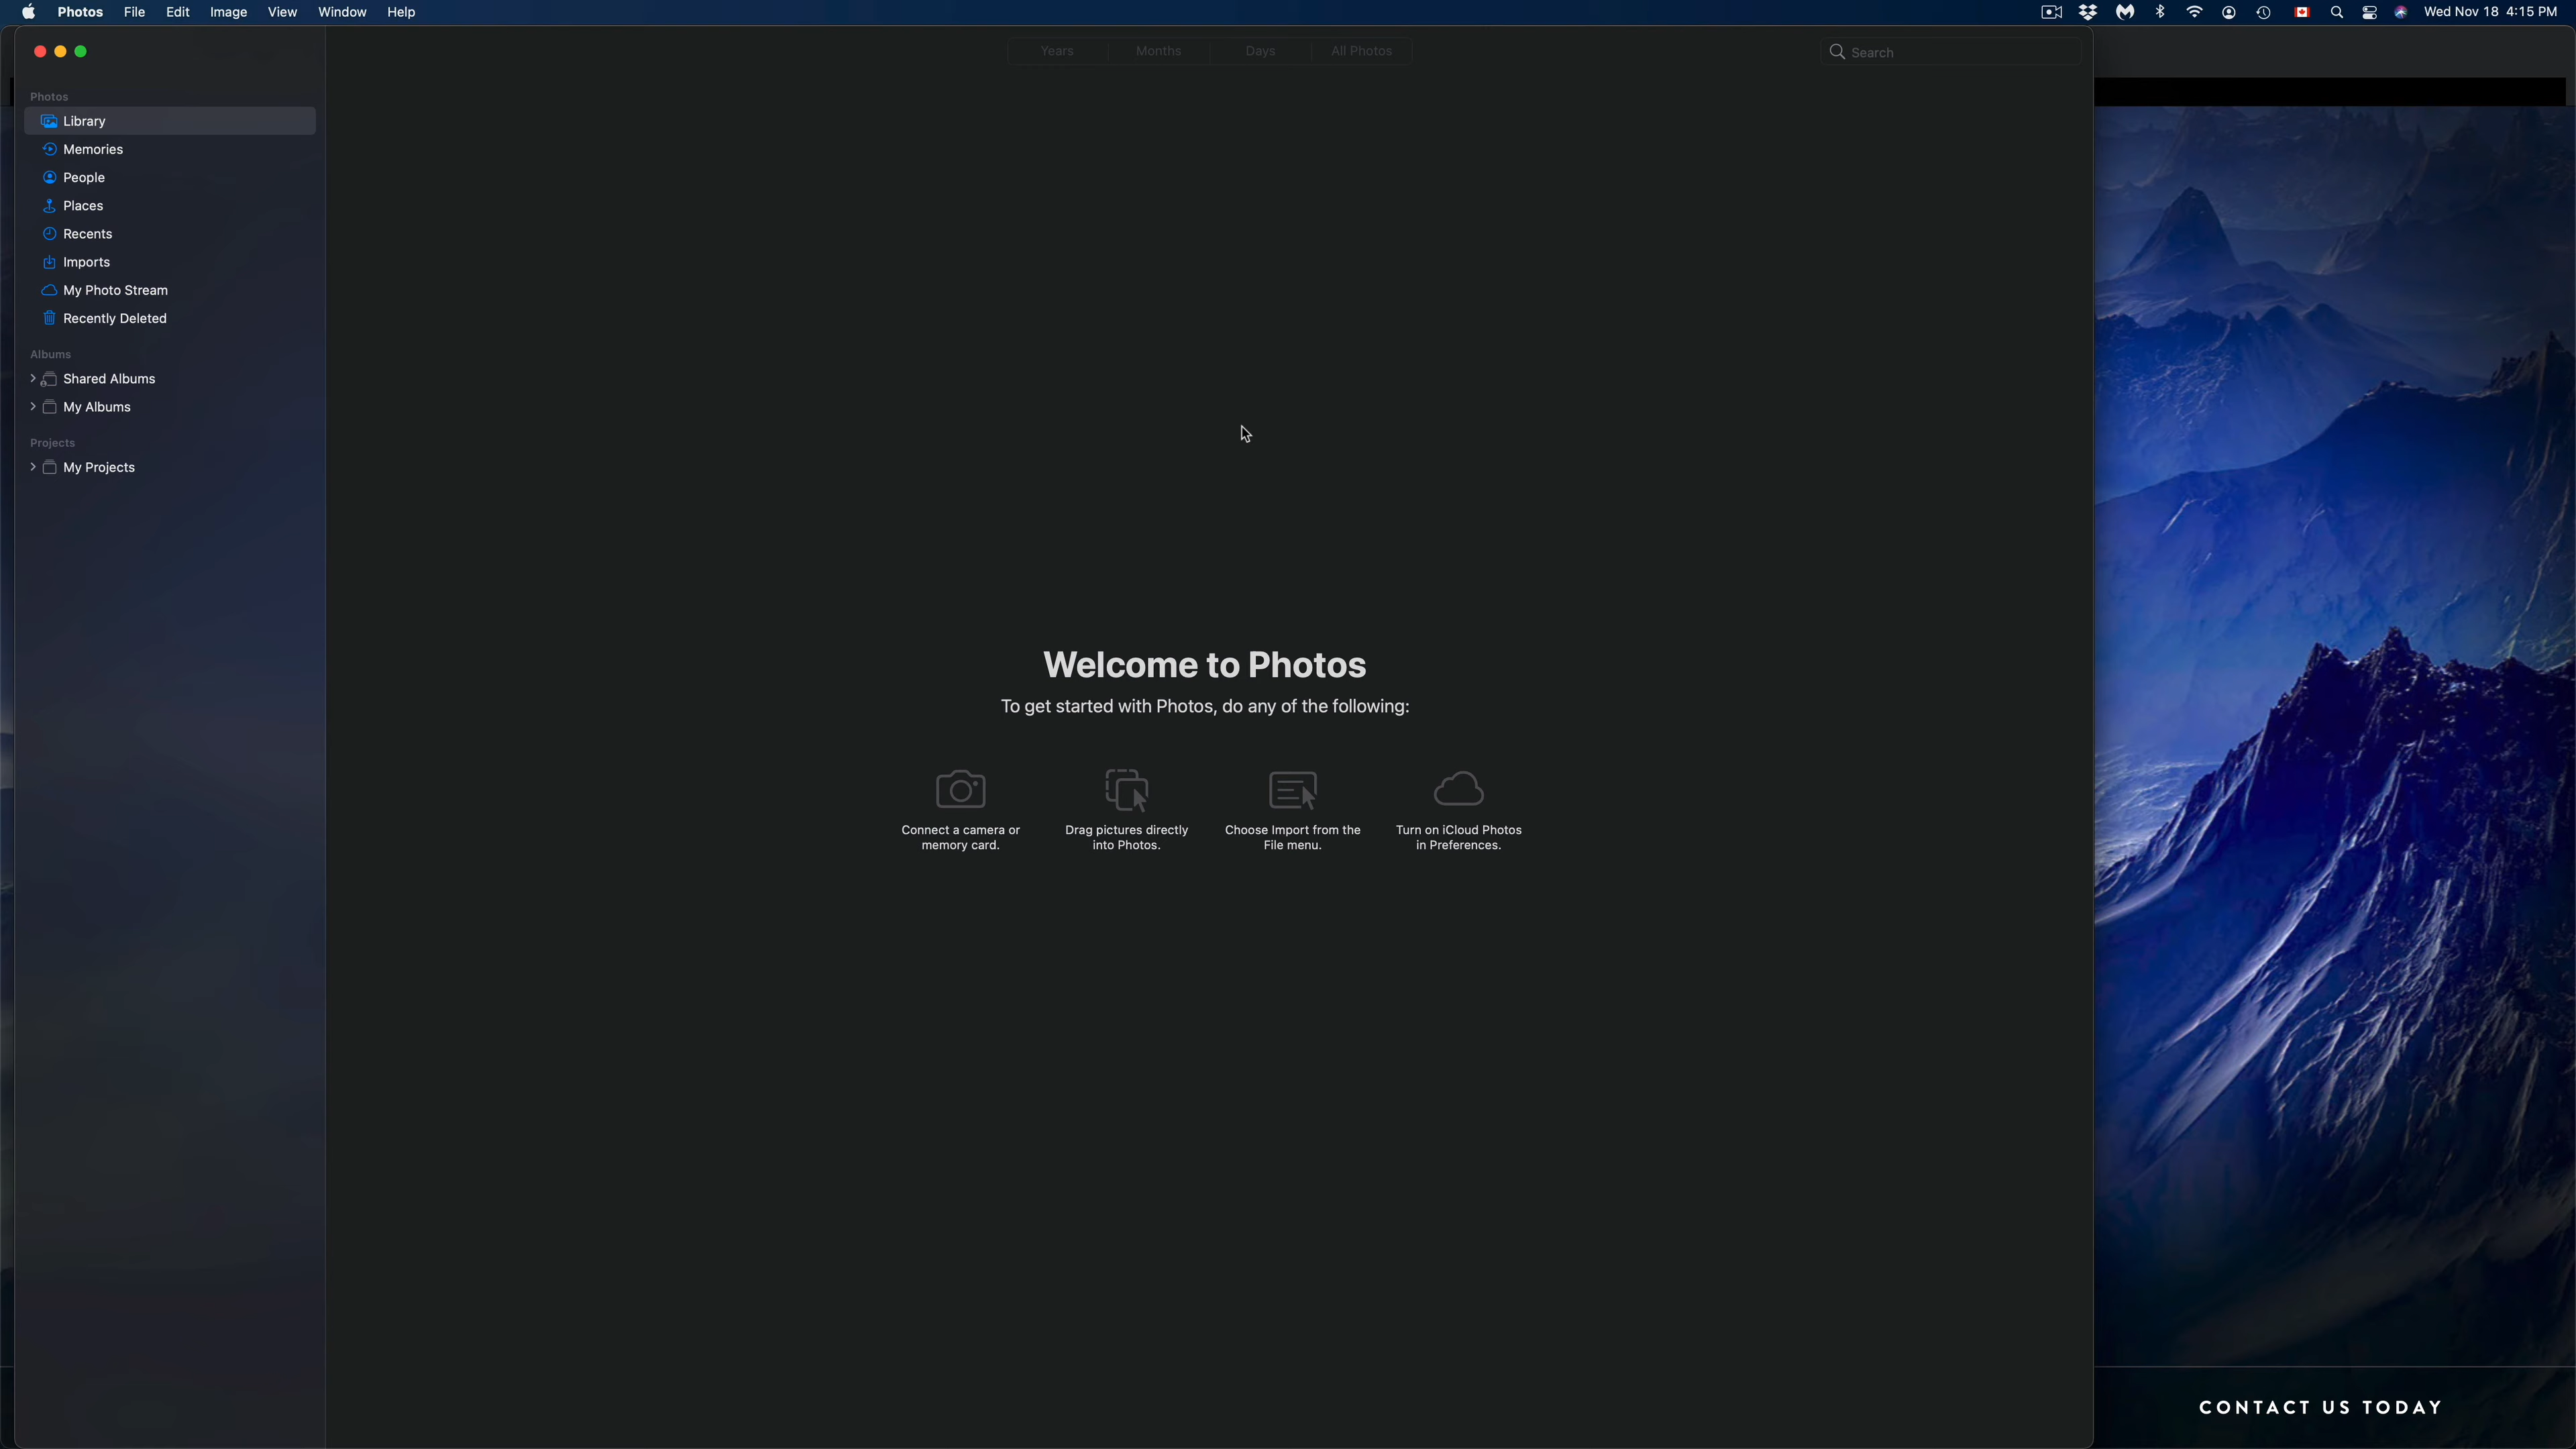 Photos File Edit Image View Window Help
Wed Nov 18 4:15 PM
Years Months Days All Photos
Search
Photos
Library
Memories
People
Places
Recents
Imports
My Photo Stream
Recently Deleted
Albums
Shared Albums
My Albums
Projects
My Projects
Welcome to Photos
To get started with Photos, do any of the following:
Connect a camera or
memory card.
Drag pictures directly
into Photos.
Choose Import from the
File menu.
Turn on iCloud Photos
in Preferences.
CONTACT US TODAY